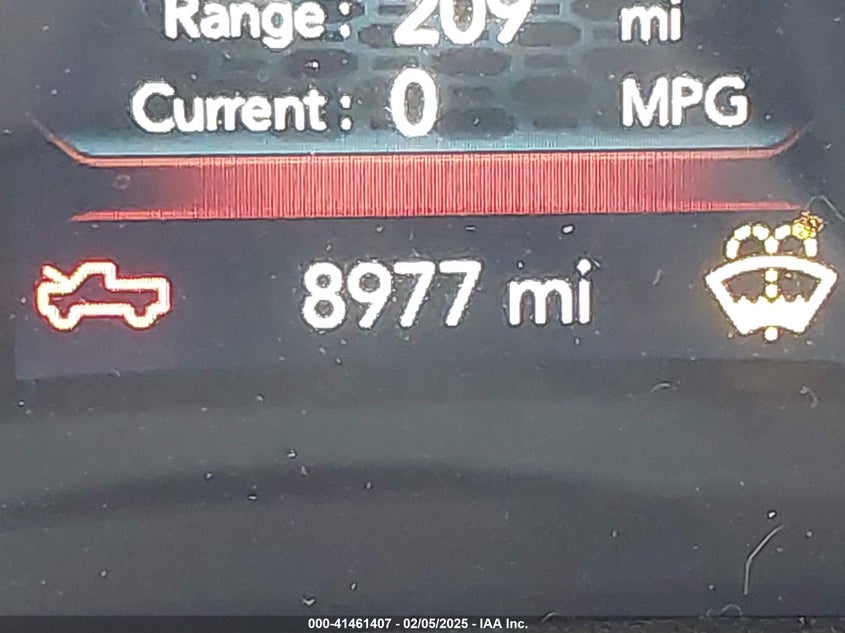 Range: 209 mi
Current: 0 MPG
8977 mi
000-41461407 - 02/05/2025 - IAA Inc.